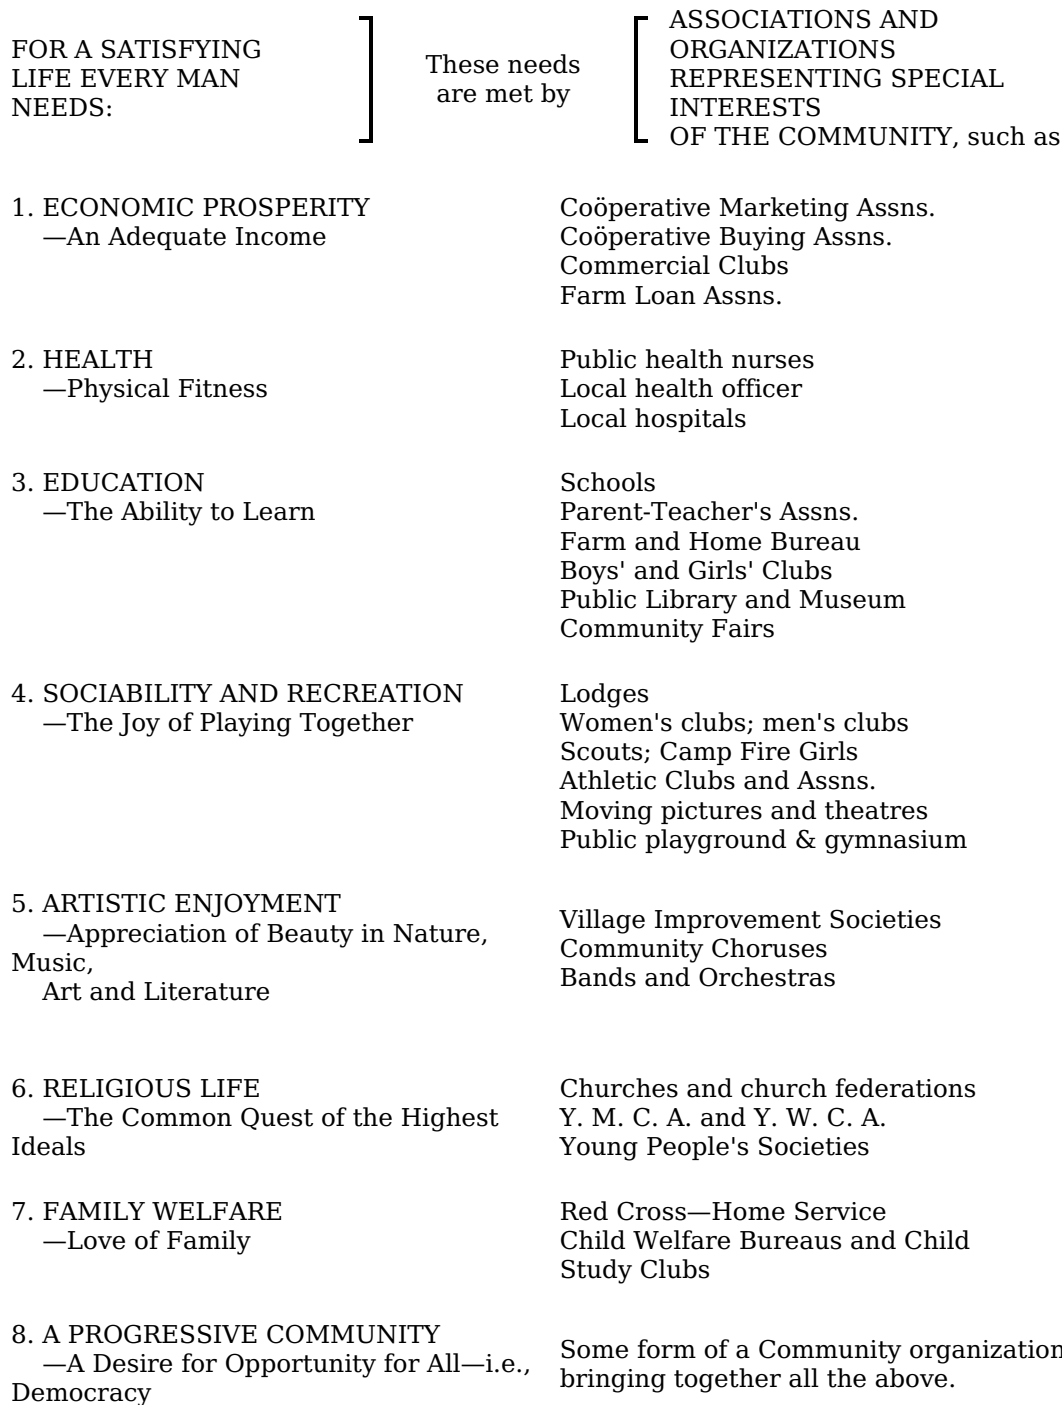 FOR A SATISFYING
LIFE EVERY MAN
NEEDS:
These needs
are met by
ASSOCIATIONS AND
ORGANIZATIONS
REPRESENTING SPECIAL
INTERESTS
OF THE COMMUNITY, such as
1. ECONOMIC PROSPERITY
—An Adequate Income
Coöperative Marketing Assns.
Coöperative Buying Assns.
Commercial Clubs
Farm Loan Assns.
2. HEALTH
—Physical Fitness
Public health nurses
Local health officer
Local hospitals
3. EDUCATION
—The Ability to Learn
Schools
Parent-Teacher's Assns.
Farm and Home Bureau
Boys' and Girls' Clubs
Public Library and Museum
Community Fairs
4. SOCIABILITY AND RECREATION
—The Joy of Playing Together
Lodges
Women's clubs; men's clubs
Scouts; Camp Fire Girls
Athletic Clubs and Assns.
Moving pictures and theatres
Public playground & gymnasium
5. ARTISTIC ENJOYMENT
—Appreciation of Beauty in Nature,
Music,
Art and Literature
Village Improvement Societies
Community Choruses
Bands and Orchestras
6. RELIGIOUS LIFE
—The Common Quest of the Highest
Ideals
Churches and church federations
Y. M. C. A. and Y. W. C. A.
Young People's Societies
7. FAMILY WELFARE
—Love of Family
Red Cross—Home Service
Child Welfare Bureaus and Child
Study Clubs
8. A PROGRESSIVE COMMUNITY
—A Desire for Opportunity for All—i.e.,
Democracy
Some form of a Community organization
bringing together all the above.